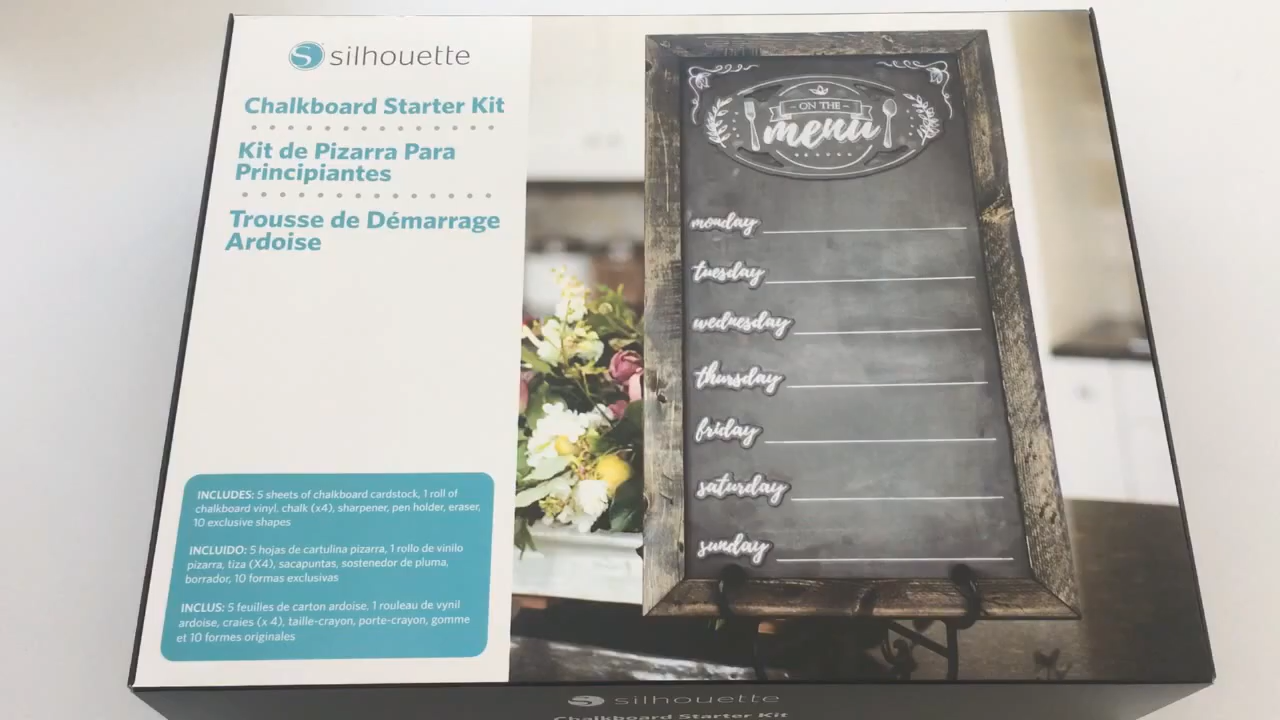 silhouette
Chalkboard Starter Kit
Kit de Pizarra Para
Principiantes
Trousse de Démarrage
Ardoise
INCLUDES: 5 sheets of chalkboard cardstock, 1 roll of
chalkboard vinyl, chalk (x4), sharpener, pen holder, eraser,
10 exclusive shapes
INCLUIDO: 5 hojas de cartulina pizarra, 1 rollo de vinilo
pizarra, tiza (X4), sacapuntas, sostenedor de pluma,
borrador, 10 formas exclusivas
INCLUS: 5 feuilles de carton ardoise, 1 rouleau de vynil
ardoise, craies (x 4), taille-crayon, porte-crayon, gomme
et 10 formes originales
ON THE
menu
monday
tuesday
wednesday
thursday
friday
saturday
sunday
silhouette
Chalkboard Starter Kit